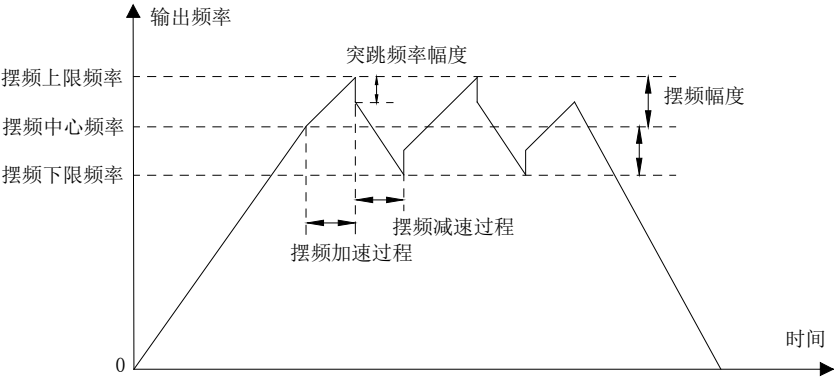 输出频率
突跳频率幅度
摆频上限频率
摆频幅度
摆频中心频率
摆频下限频率
摆频减速过程
摆频加速过程
时间
0